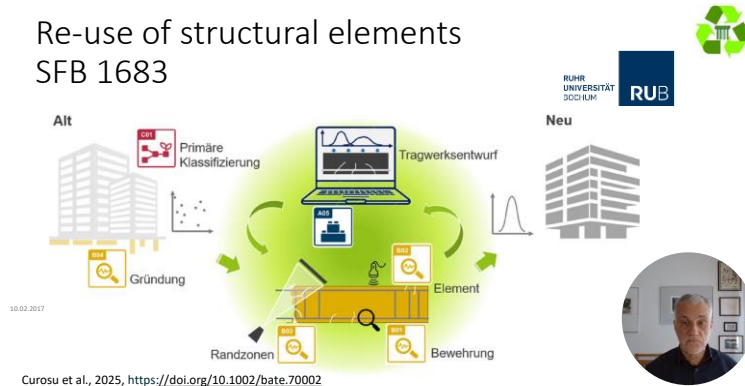 Re-use of structural elements
SFB 1683
RUHR
UNIVERSITÄT
BOCHUM
RUB
Alt
Neu
C01
Primäre
Klassifizierung
Tragwerksentwurf
A05
B04
Gründung
B02
Element
10.02.2017
B03
Randzonen
B01
Bewehrung
Curosu et al., 2025, https://doi.org/10.1002/bate.70002